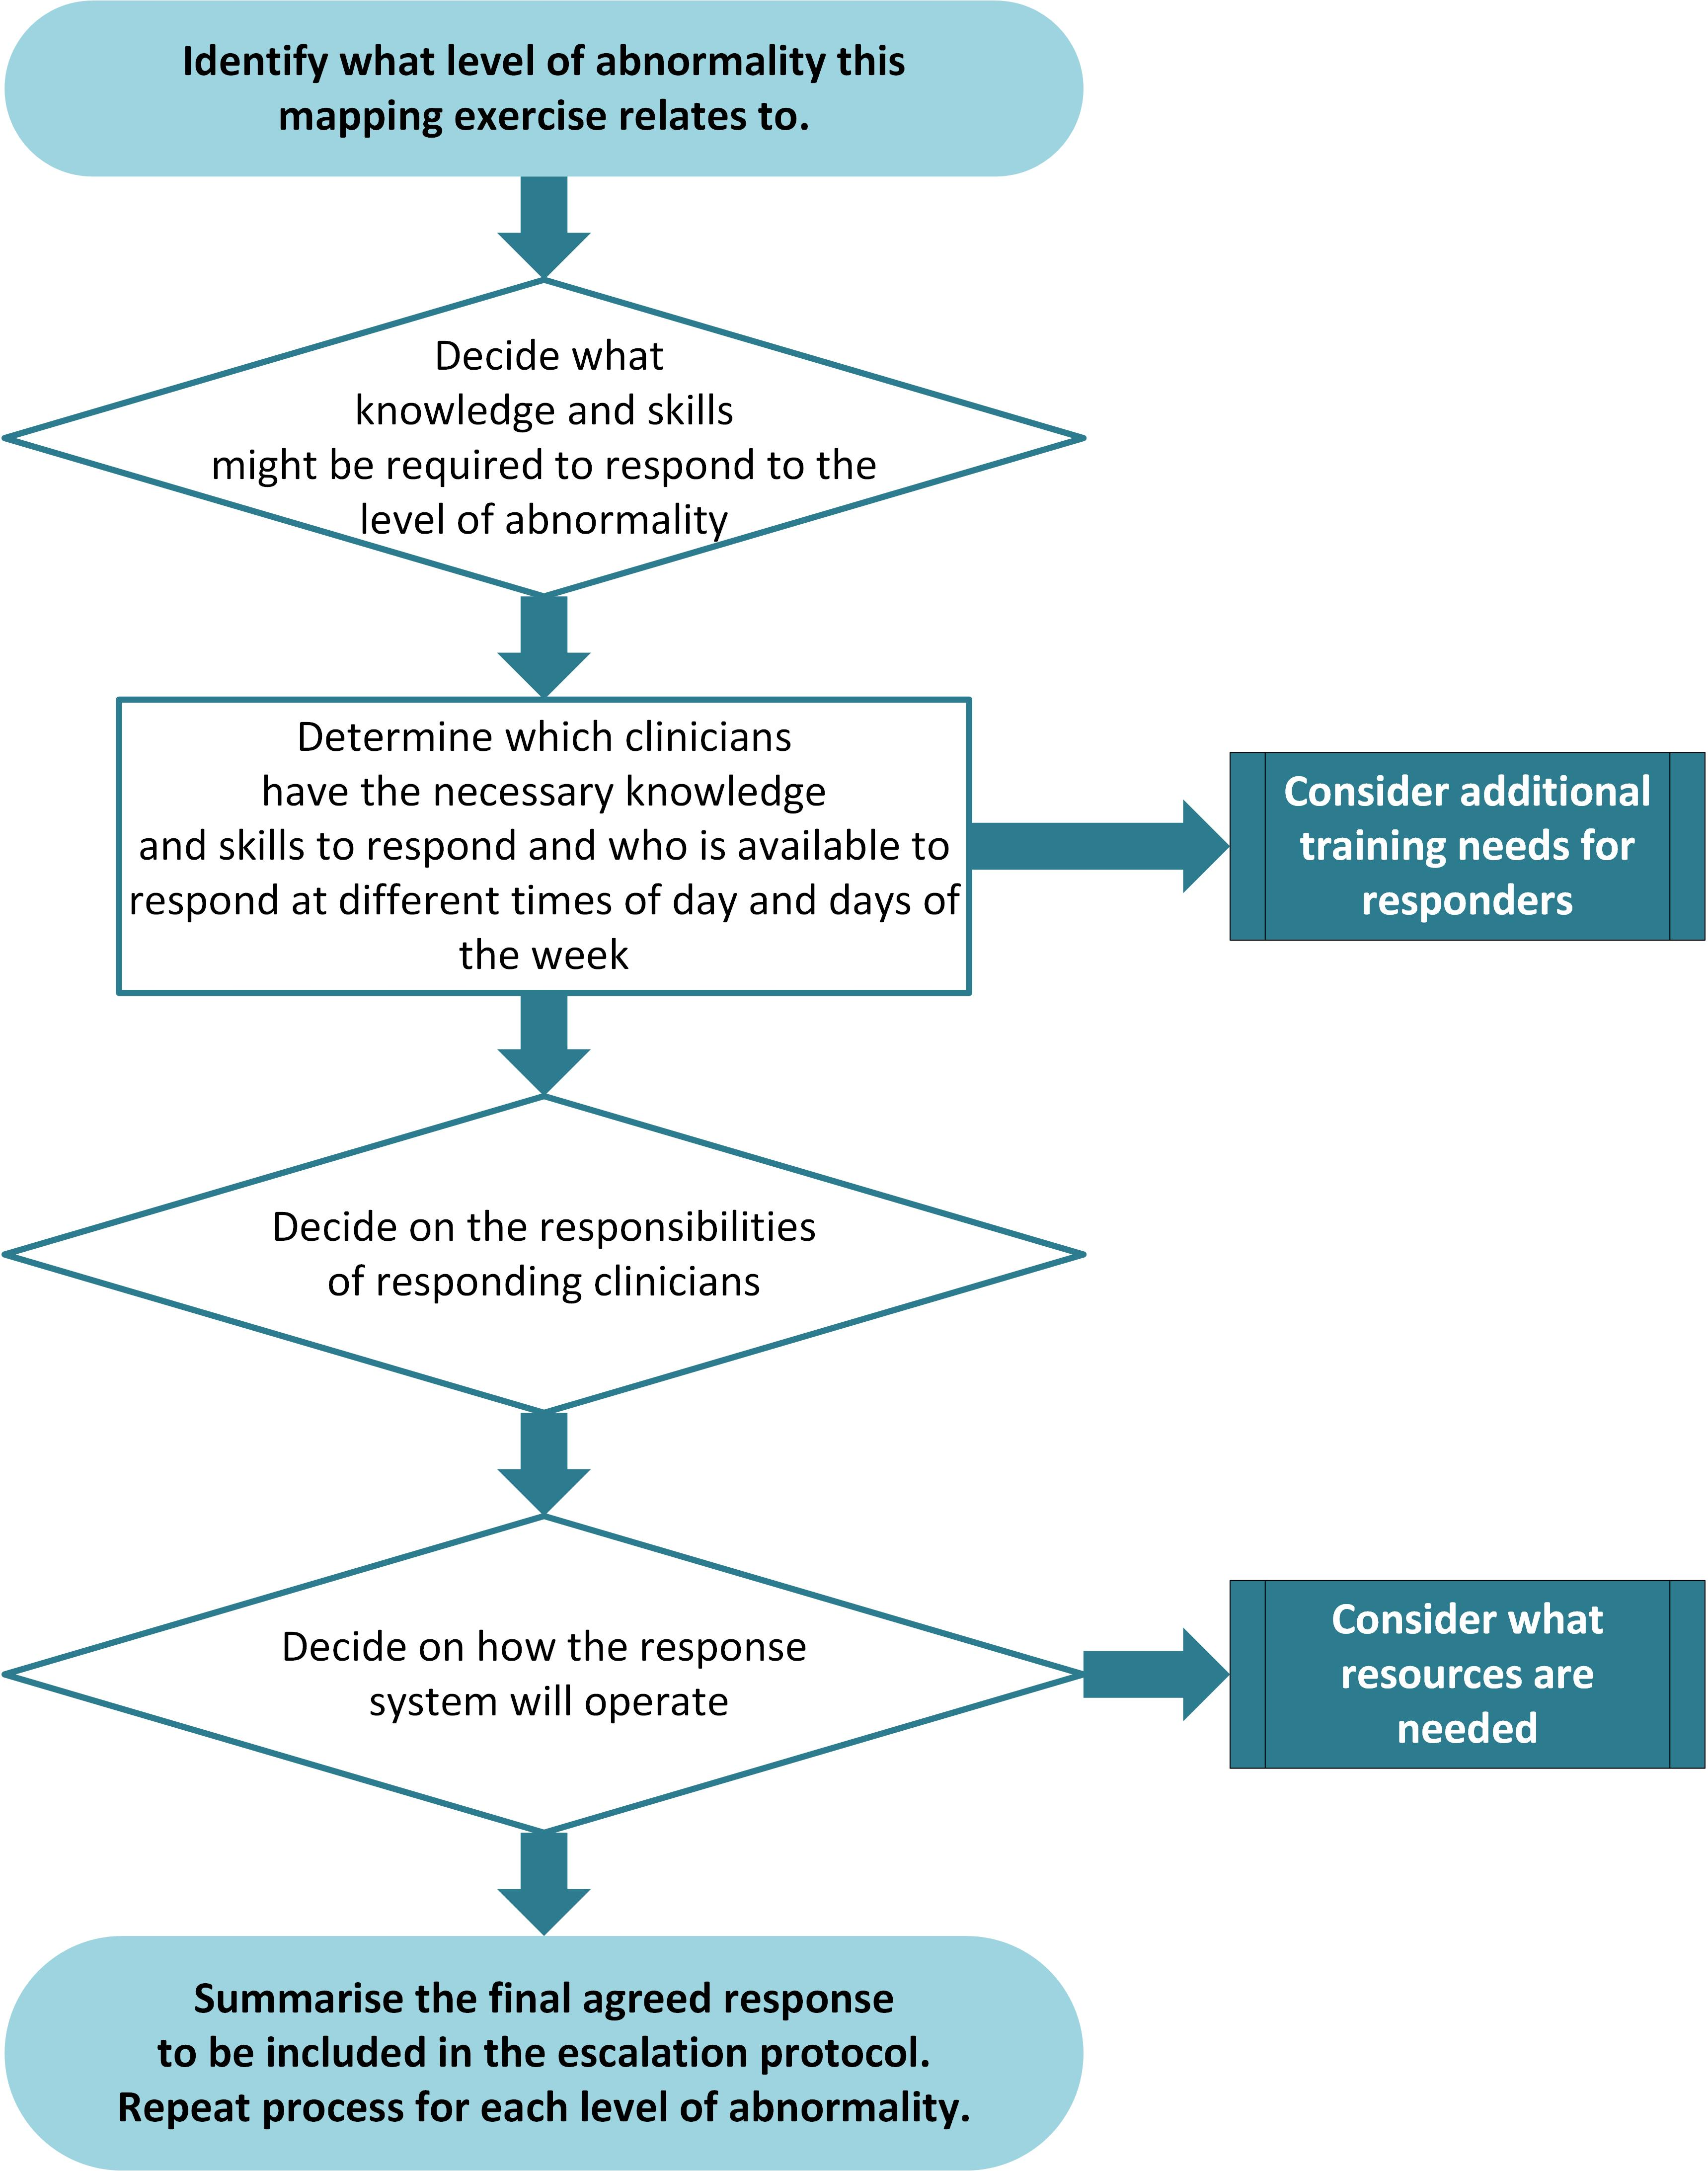 Identify what level of abnormality this
mapping exercise relates to.
Decide what
knowledge and skills
might be required to respond to the
level of abnormality
Determine which clinicians
have the necessary knowledge
and skills to respond and who is available to
respond at different times of day and days of
the week
Consider additional
training needs for
responders
Decide on the responsibilities
of responding clinicians
Decide on how the response
system will operate
Consider what
resources are
needed
Summarise the final agreed response
to be included in the escalation protocol.
Repeat process for each level of abnormality.